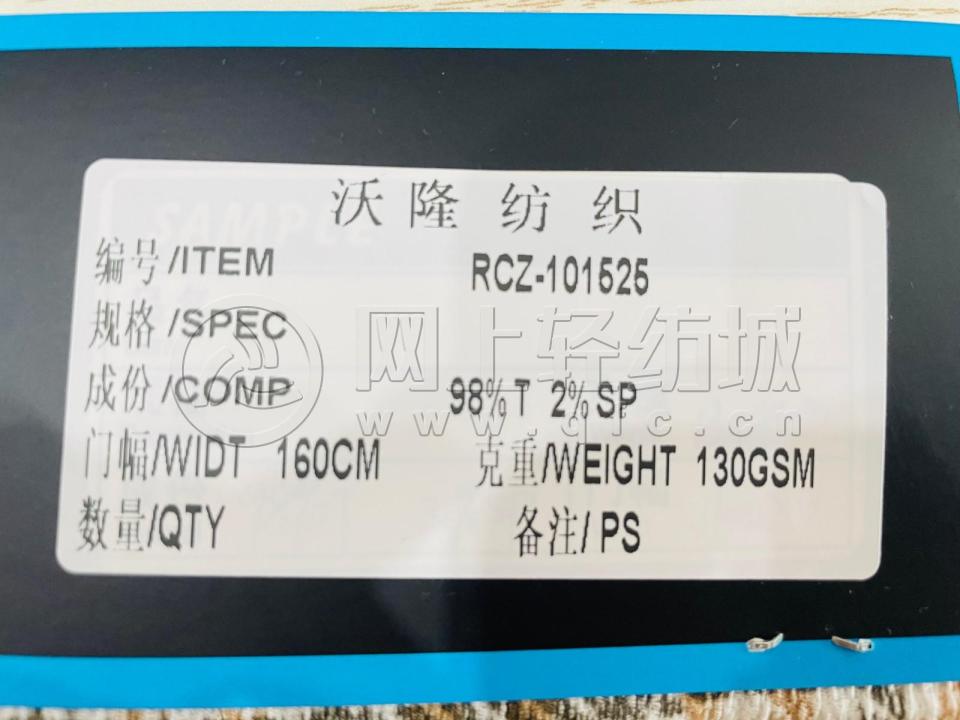 沃隆纺织
SAMPLE
编号/ITEM RCZ-101525
规格/SPEC
网上轻纺城
成份/COMP 98%T 2%SP
www.qfc.cn
门幅/WIDT 160CM 克重/WEIGHT 130GSM
数量/QTY 备注/PS